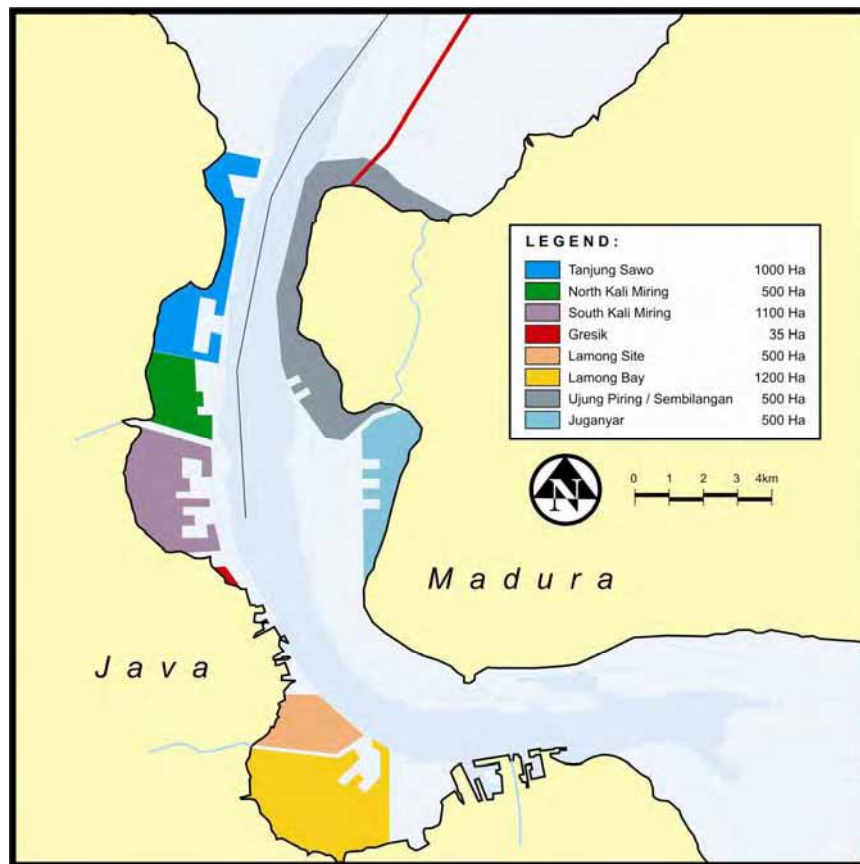 LEGEND:
Tanjung Sawo 1000 Ha
North Kali Miring 500 Ha
South Kali Miring 1100 Ha
Gresik 35 Ha
Lamong Site 500 Ha
Lamong Bay 1200 Ha
Ujung Piring / Sembilangan 500 Ha
Juganyar 500 Ha
N
0 1 2 3 4km
Madura
Java